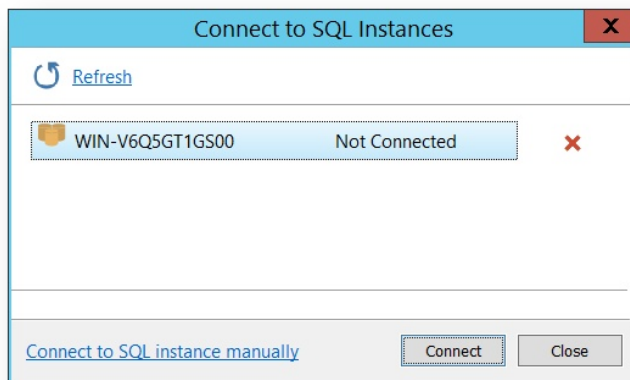 Connect to SQL Instances
X
Refresh
WIN-V6Q5GT1GS00 Not Connected
Connect to SQL instance manually Connect Close